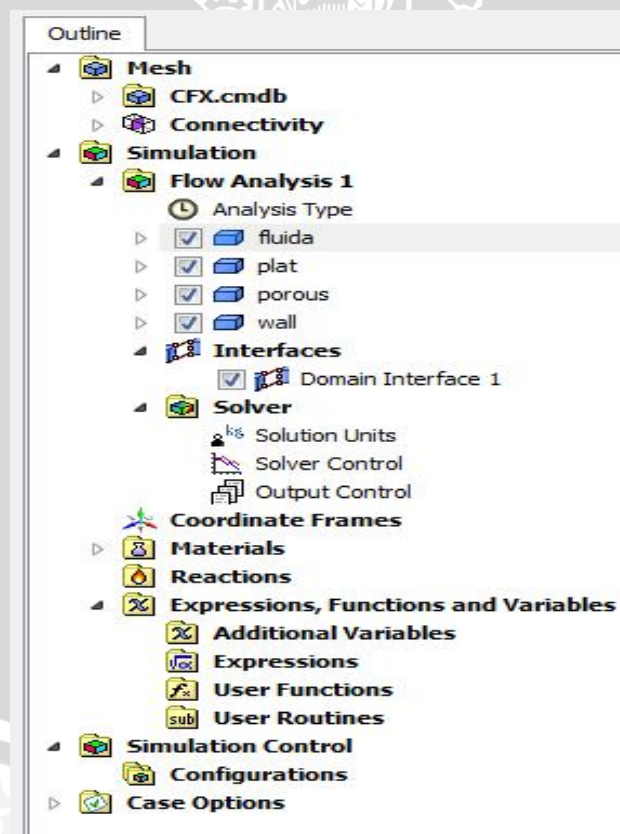 Outline
Mesh
CFX.cmdb
Connectivity
Simulation
Flow Analysis 1
Analysis Type
fluida
plat
porous
wall
Interfaces
Domain Interface 1
Solver
Solution Units
Solver Control
Output Control
Coordinate Frames
Materials
Reactions
Expressions, Functions and Variables
Additional Variables
Expressions
User Functions
sub User Routines
Simulation Control
Configurations
Case Options